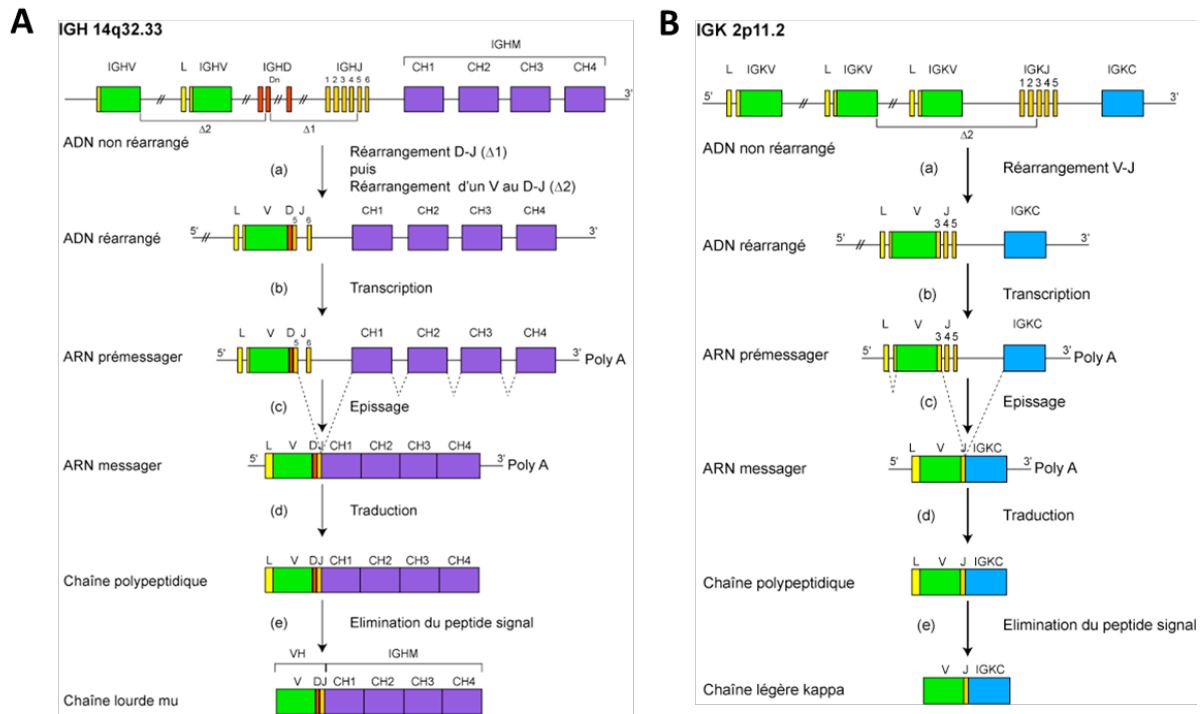 A
IGH 14q32.33
IGHM
IGHV L IGHV IGHD IGHJ CH1 CH2 CH3 CH4
Dn
1 2 3 4 5 6
5' 3'
Δ2 Δ1
ADN non réarrangé
(a)
Réarrangement D-J (Δ1)
puis
Réarrangement d'un V au D-J (Δ2)
L V D J CH1 CH2 CH3 CH4
5 6
ADN réarrangé 5' 3'
(b) Transcription
L V D J CH1 CH2 CH3 CH4
5 6
ARN prémessager 5' 3' Poly A
(c) Epissage
L V DJ CH1 CH2 CH3 CH4
ARN messager 5' 3' Poly A
(d) Traduction
L V DJ CH1 CH2 CH3 CH4
Chaîne polypeptidique
(e) Elimination du peptide signal
VH IGHM
V DJ CH1 CH2 CH3 CH4
Chaîne lourde mu
B
IGK 2p11.2
L IGKV L IGKV L IGKV IGKJ IGKC
1 2 3 4 5
5' 3'
Δ2
ADN non réarrangé
(a) Réarrangement V-J
L V J IGKC
3 4 5
ADN réarrangé 5' 3'
(b) Transcription
L V J IGKC
3 4 5
ARN prémessager 5' 3' Poly A
(c) Epissage
L V J IGKC
ARN messager 5' 3' Poly A
(d) Traduction
L V J IGKC
Chaîne polypeptidique
(e) Elimination du peptide signal
V J IGKC
Chaîne légère kappa